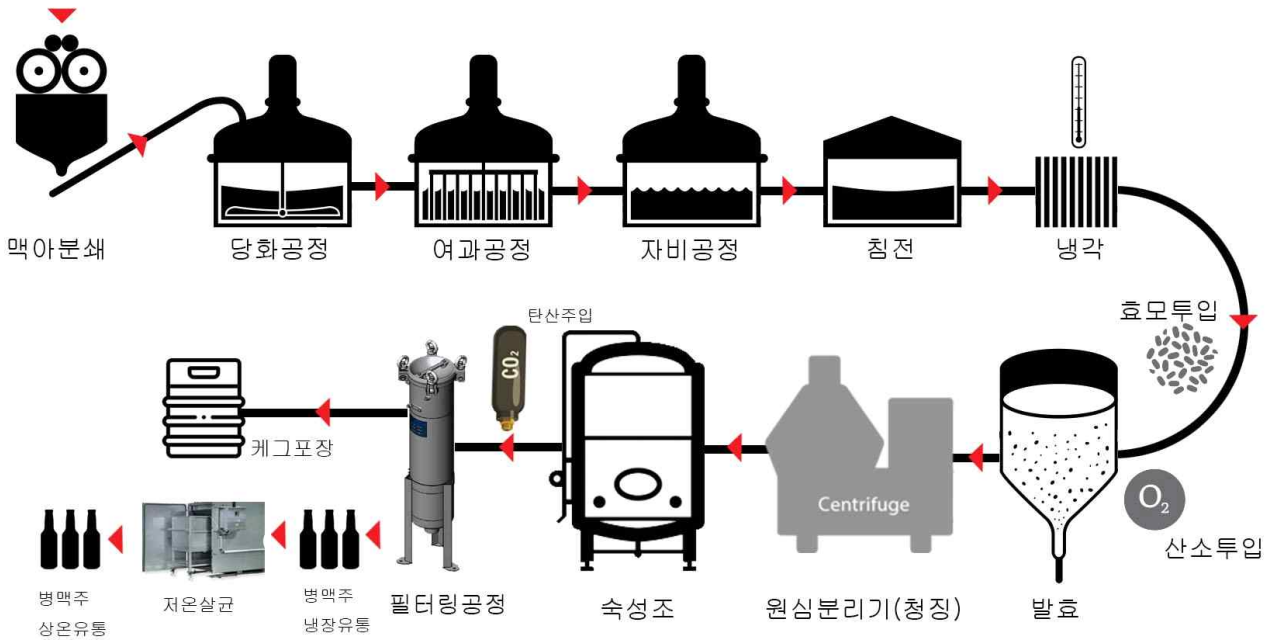 맥아분쇄
당화공정
여과공정
자비공정
침전
냉각
효모투입
O₂
산소투입
발효
Centrifuge
원심분리기(청징)
숙성조
탄산주입
CO₂
필터링공정
케그포장
병맥주
냉장유통
저온살균
병맥주
상온유통